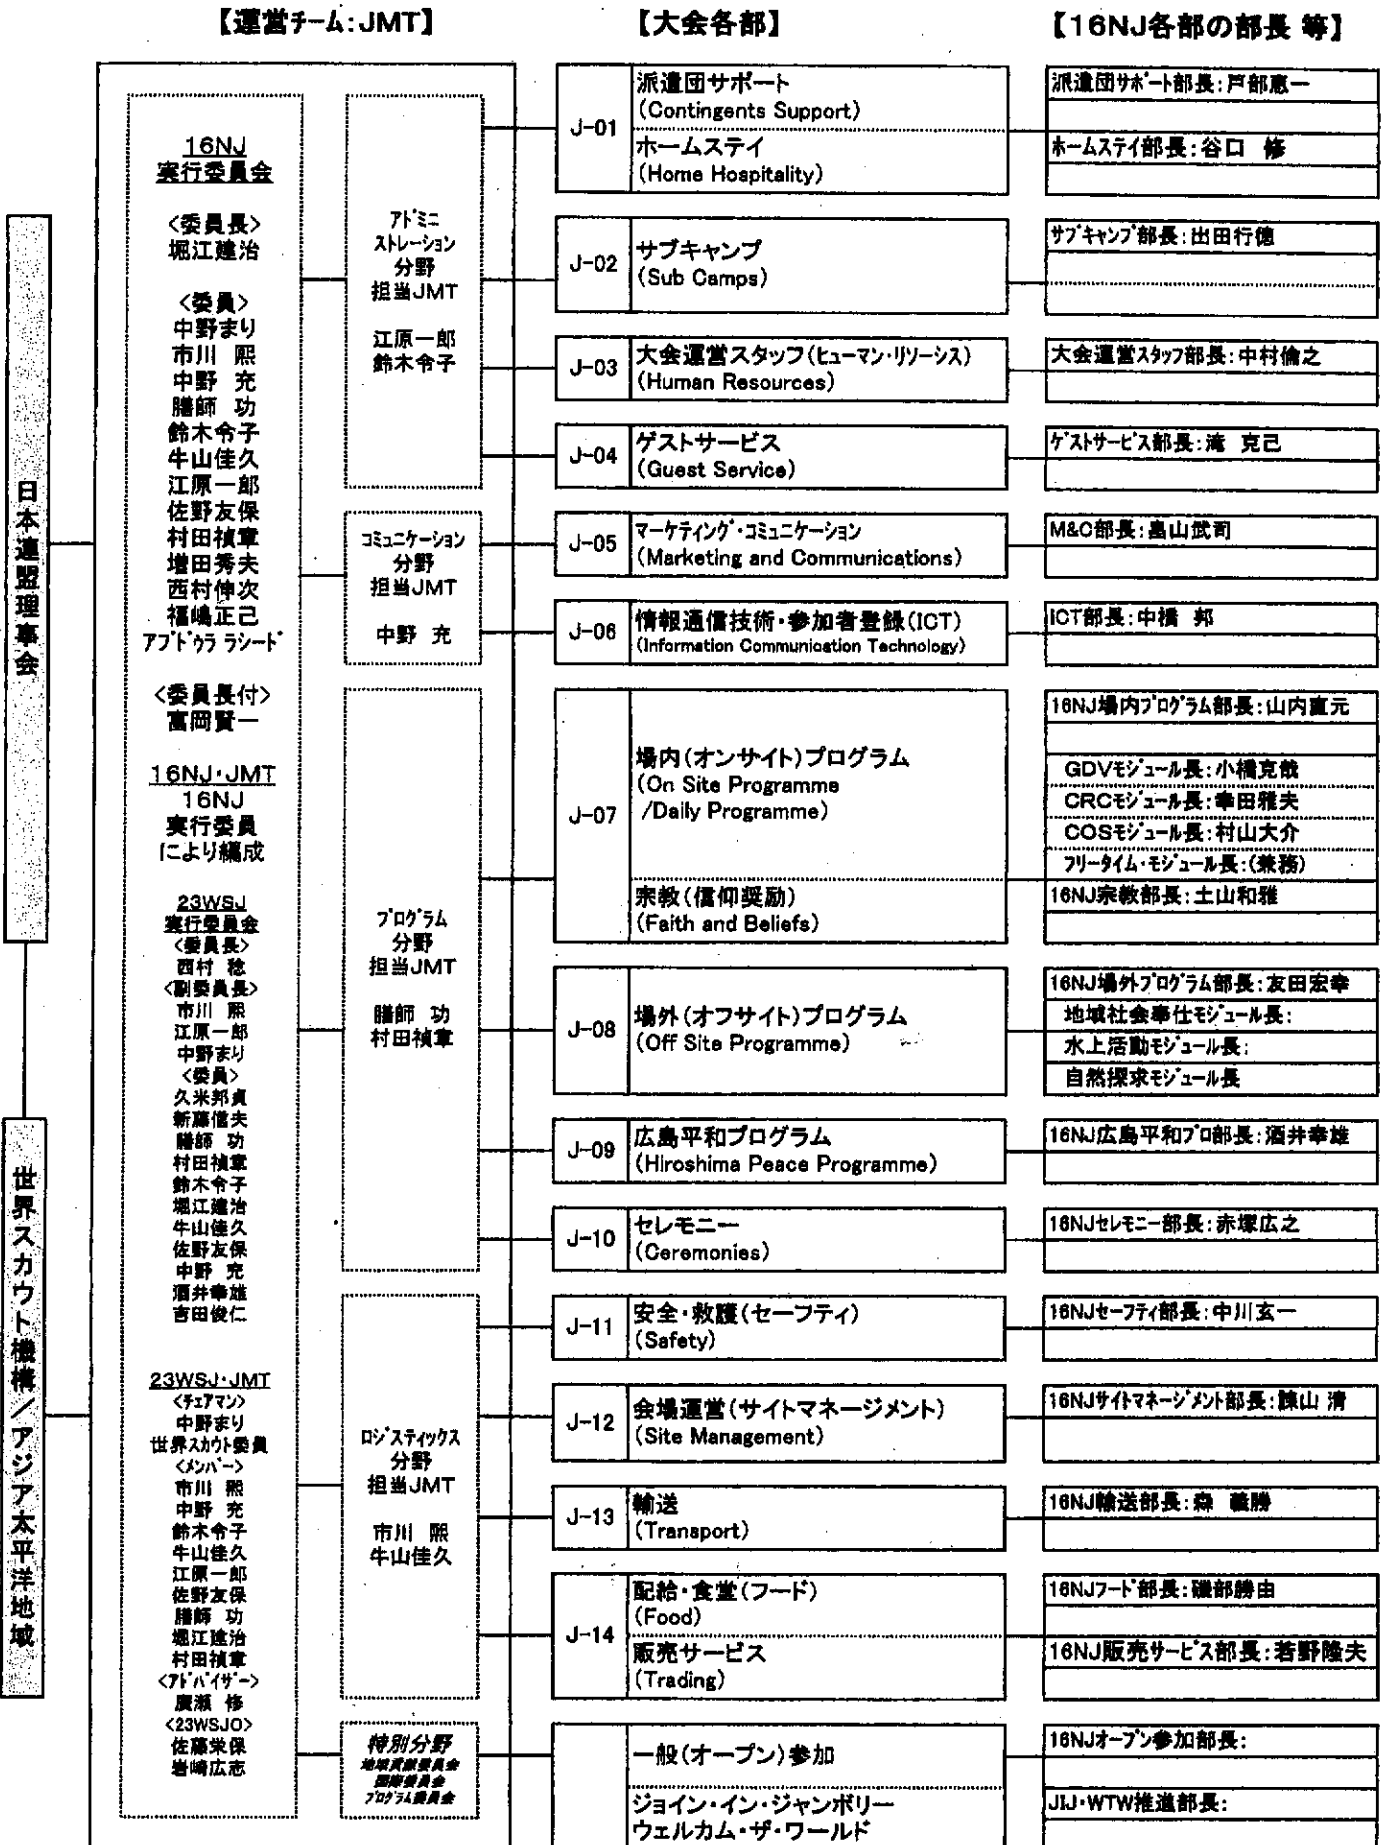 【運営チーム:JMT】
【大会各部】
【16NJ各部の部長 等】
日本連盟理事会
世界スカウト機構／アジア太平洋地域
16NJ
実行委員会
<委員長>
堀江建治
<委員>
中野まり
市川 熙
中野 充
膳師 功
鈴木令子
牛山佳久
江原一郎
佐野友保
村田禎章
増田秀夫
西村伸次
福嶋正己
アブドゥラ ラシード
<委員長付>
富岡賢一
16NJ・JMT
16NJ
実行委員
により編成
23WSJ
実行委員会
<委員長>
西村 稔
<副委員長>
市川 熙
江原一郎
中野まり
<委員>
久米邦貞
新藤信夫
膳師 功
村田禎章
鈴木令子
堀江建治
牛山佳久
佐野友保
中野 充
酒井幸雄
吉田俊仁
23WSJ・JMT
<チェアマン>
中野まり
世界スカウト委員
<メンバー>
市川 熙
中野 充
鈴木令子
牛山佳久
江原一郎
佐野友保
膳師 功
堀江建治
村田禎章
<アドバイザー>
廣瀬 修
<23WSJO>
佐藤栄保
岩崎広志
アドミニ
ストレーション
分野
担当JMT
江原一郎
鈴木令子
コミュニケーション
分野
担当JMT
中野 充
プログラム
分野
担当JMT
膳師 功
村田禎章
ロジスティックス
分野
担当JMT
市川 熙
牛山佳久
特別分野
地域貢献委員会
国際委員会
プログラム委員会
J-01
派遣団サポート
(Contingents Support)
ホームステイ
(Home Hospitality)
派遣団サポート部長:戸部恵一
ホームステイ部長:谷口 修
J-02
サブキャンプ
(Sub Camps)
サブキャンプ部長:出田行徳
J-03
大会運営スタッフ(ヒューマン・リソーシス)
(Human Resources)
大会運営スタッフ部長:中村倫之
J-04
ゲストサービス
(Guest Service)
ゲストサービス部長:滝 克己
J-05
マーケティング・コミュニケーション
(Marketing and Communications)
M&C部長:畠山武司
J-06
情報通信技術・参加者登録(ICT)
(Information Communication Technology)
ICT部長:中橋 邦
J-07
場内(オンサイト)プログラム
(On Site Programme
/Daily Programme)
宗教(信仰奨励)
(Faith and Beliefs)
16NJ場内プログラム部長:山内直元
GDVモジュール長:小橋克哉
CRCモジュール長:幸田雅夫
COSモジュール長:村山大介
フリータイム・モジュール長:(兼務)
16NJ宗教部長:土山和雅
J-08
場外(オフサイト)プログラム
(Off Site Programme)
16NJ場外プログラム部長:友田宏幸
地域社会奉仕モジュール長:
水上活動モジュール長:
自然探求モジュール長
J-09
広島平和プログラム
(Hiroshima Peace Programme)
16NJ広島平和プロ部長:酒井幸雄
J-10
セレモニー
(Ceremonies)
16NJセレモニー部長:赤塚広之
J-11
安全・救護(セーフティ)
(Safety)
16NJセーフティ部長:中川玄一
J-12
会場運営(サイトマネージメント)
(Site Management)
16NJサイトマネージメント部長:諫山 清
J-13
輸送
(Transport)
16NJ輸送部長:森 義勝
J-14
配給・食堂(フード)
(Food)
販売サービス
(Trading)
16NJフード部長:磯部勝由
16NJ販売サービス部長:若野隆夫
一般(オープン)参加
ジョイン・イン・ジャンボリー
ウェルカム・ザ・ワールド
16NJオープン参加部長:
JIJ・WTW推進部長: